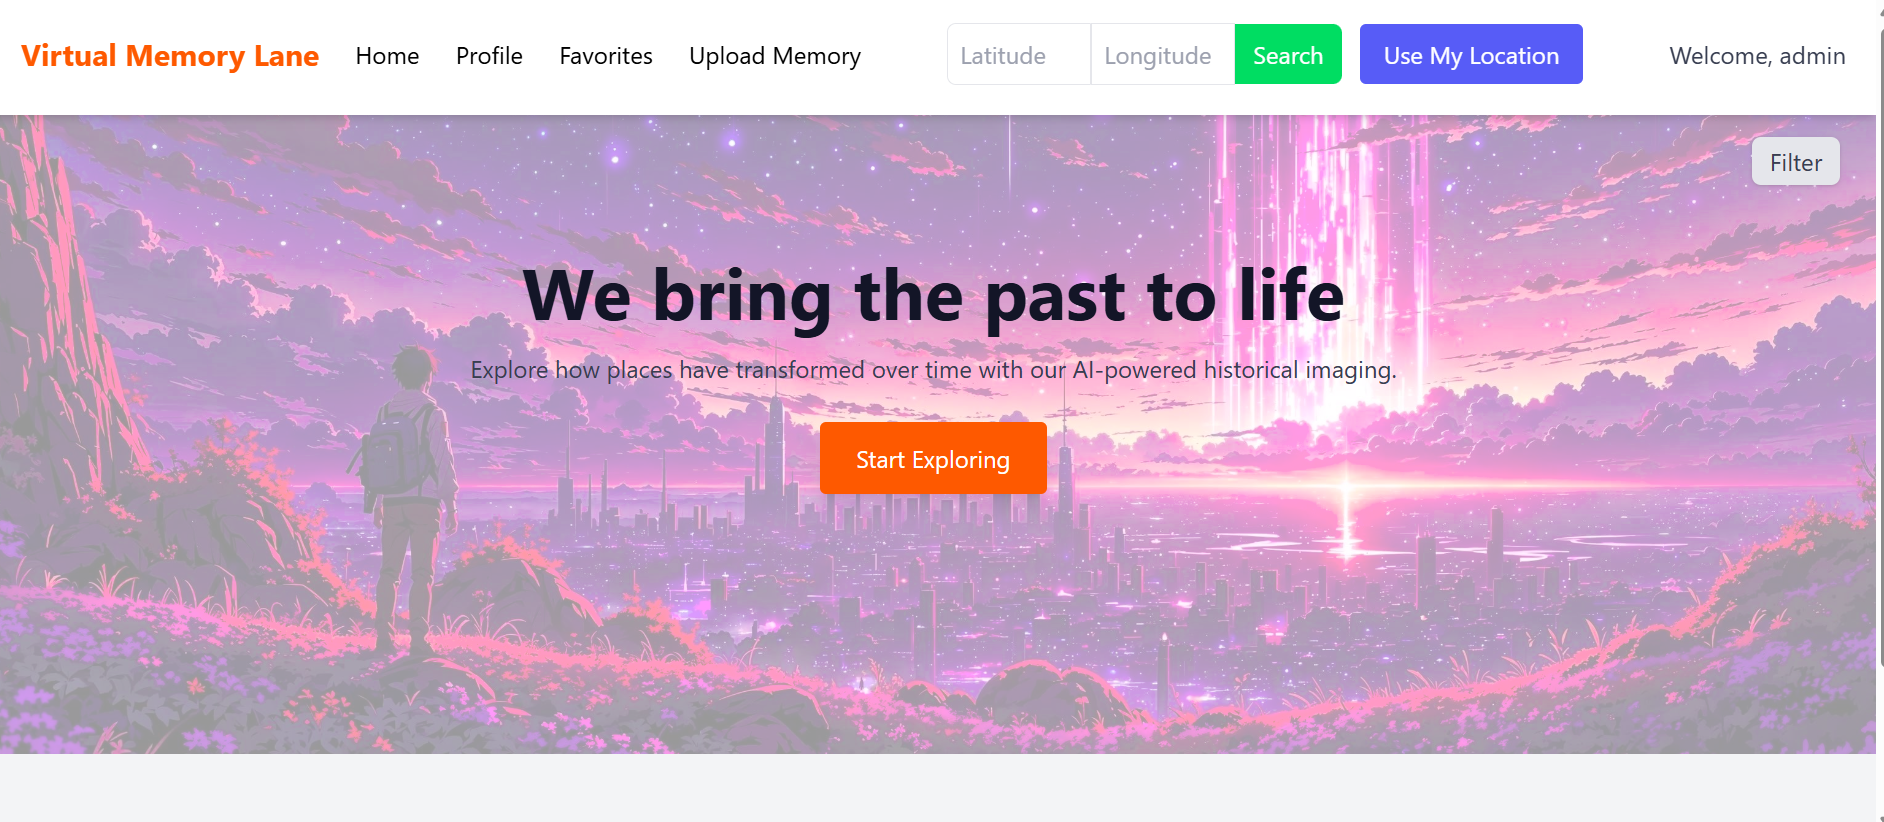 Virtual Memory Lane Home Profile Favorites Upload Memory Latitude Longitude Search Use My Location Welcome, admin
Filter
We bring the past to life
Explore how places have transformed over time with our AI-powered historical imaging.
Start Exploring